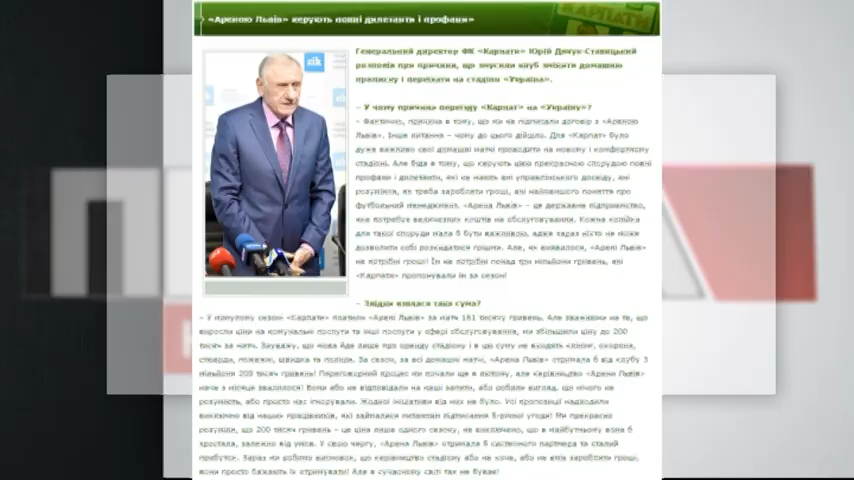 «Ареною Львів» керують повні дилетанти і профани»
КАРПАТИ
zik
Генеральний директор ФК «Карпати» Юрій Дячук-Ставицький
розповів про причини, що змусили клуб змінити домашню
прописку і переїхати на стадіон «Україна».
– У чому причина переїзду «Карпат» на «Україну»?
– Фактично, причина в тому, що ми не підписали договір з «Ареною
Львів». Інше питання – чому до цього дійшло. Для «Карпат» було
дуже важливо свої домашні матчі проводити на новому і комфортному
стадіоні. Але біда в тому, що керують цією прекрасною спорудою повні
профани і дилетанти, які не мають ані управлінського досвіду, ані
розуміння, як треба заробляти гроші, ані найменшого поняття про
футбольний менеджмент. «Арена Львів» – це державне підприємство,
яке потребує величезних коштів на обслуговування. Кожна копійка
для такої споруди мала б бути важливою, адже зараз ніхто не може
дозволити собі розкидатися грішми. Але, як виявилося, «Арені Львів»
не потрібні гроші! Їм не потрібні понад три мільйони гривень, які
«Карпати» пропонували їм за сезон!
– Звідки взялася така сума?
– У минулому сезоні «Карпати» платили «Арені Львів» за матч 161 тисячу гривень. Але зважаючи на те, що
виросли ціни на комунальні послуги та інші послуги у сфері обслуговування, ми збільшили ціну до 200
тисяч за матч. Зауважу, що мова йде лише про оренду стадіону і в цю суму не входять клінінг, охорона,
стюарди, пожежні, швидка та поліція. За сезон, за всі домашні матчі, «Арена Львів» отримала б від клубу 3
мільйони 200 тисяч гривень! Переговорний процес ми почали ще в лютому, але керівництво «Арени Львів»
наче з місяця звалилося! Вони або не відповідали на наші запити, або робили вигляд, що нічого не
розуміють, або просто нас ігнорували. Жодної ініціативи від них не було. Усі пропозиції надходили
виключно від наших працівників, які займалися питанням підписання 5-річної угоди! Ми прекрасно
розуміли, що 200 тисяч гривень – це ціна лише одного сезону, не виключено, що в майбутньому вона б
зростала, залежно від умов. У свою чергу, «Арена Львів» отримала б системного партнера та сталий
прибуток. Зараз ми робимо висновок, що керівництво стадіону або не хоче, або не вміє заробляти гроші,
вони просто бажають їх отримувати! Але в сучасному світі так не буває!